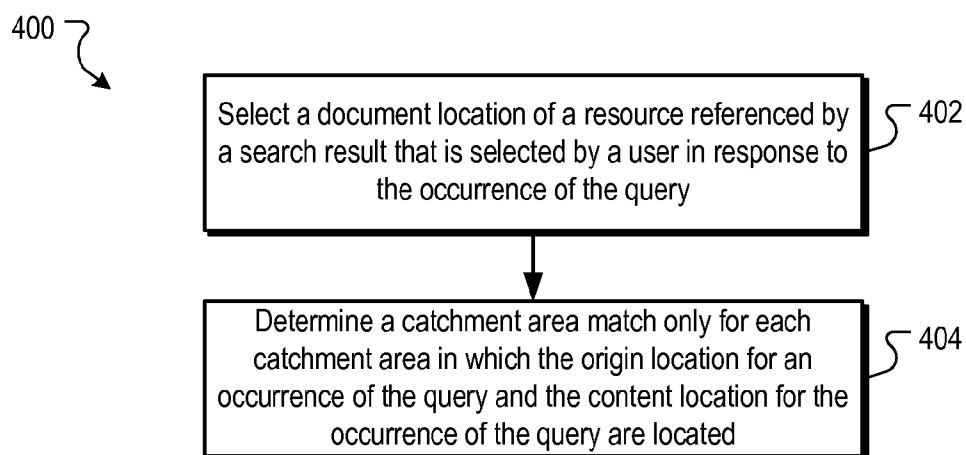 400
Select a document location of a resource referenced by
a search result that is selected by a user in response to
the occurrence of the query
402
Determine a catchment area match only for each
catchment area in which the origin location for an
occurrence of the query and the content location for the
occurrence of the query are located
404